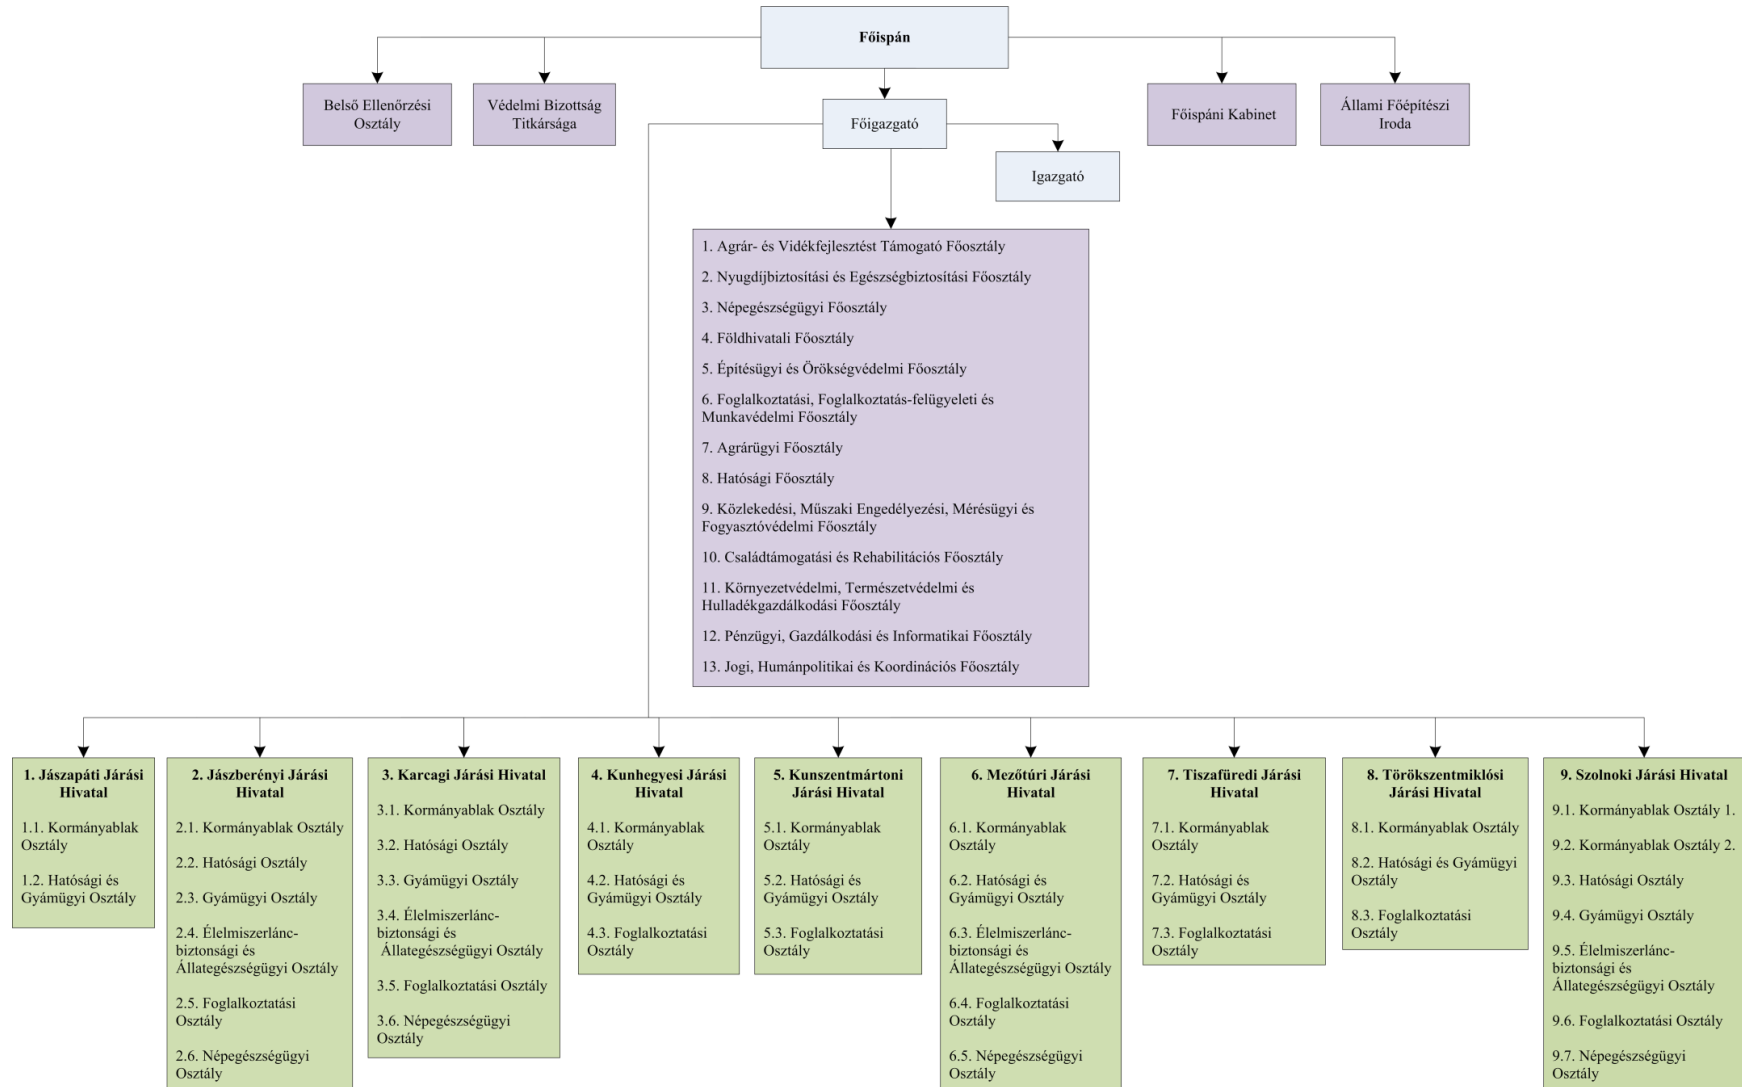 Főispán
Belső Ellenőrzési
Osztály
Védelmi Bizottság
Titkársága
Főispáni Kabinet
Állami Főépítészi
Iroda
Főigazgató
Igazgató
1. Agrár- és Vidékfejlesztést Támogató Főosztály
2. Nyugdíjbiztosítási és Egészségbiztosítási Főosztály
3. Népegészségügyi Főosztály
4. Földhivatali Főosztály
5. Építésügyi és Örökségvédelmi Főosztály
6. Foglalkoztatási, Foglalkoztatás-felügyeleti és
Munkavédelmi Főosztály
7. Agrárügyi Főosztály
8. Hatósági Főosztály
9. Közlekedési, Műszaki Engedélyezési, Mérésügyi és
Fogyasztóvédelmi Főosztály
10. Családtámogatási és Rehabilitációs Főosztály
11. Környezetvédelmi, Természetvédelmi és
Hulladékgazdálkodási Főosztály
12. Pénzügyi, Gazdálkodási és Informatikai Főosztály
13. Jogi, Humánpolitikai és Koordinációs Főosztály
1. Jászapáti Járási
Hivatal
1.1. Kormányablak
Osztály
1.2. Hatósági és
Gyámügyi Osztály
2. Jászberényi Járási
Hivatal
2.1. Kormányablak Osztály
2.2. Hatósági Osztály
2.3. Gyámügyi Osztály
2.4. Élelmiszerlánc-
biztonsági és
Állategészségügyi Osztály
2.5. Foglalkoztatási
Osztály
2.6. Népegészségügyi
Osztály
3. Karcagi Járási Hivatal
3.1. Kormányablak Osztály
3.2. Hatósági Osztály
3.3. Gyámügyi Osztály
3.4. Élelmiszerlánc-
biztonsági és
Állategészségügyi Osztály
3.5. Foglalkoztatási Osztály
3.6. Népegészségügyi
Osztály
4. Kunhegyesi Járási
Hivatal
4.1. Kormányablak
Osztály
4.2. Hatósági és
Gyámügyi Osztály
4.3. Foglalkoztatási
Osztály
5. Kunszentmártoni
Járási Hivatal
5.1. Kormányablak
Osztály
5.2. Hatósági és
Gyámügyi Osztály
5.3. Foglalkoztatási
Osztály
6. Mezőtúri Járási
Hivatal
6.1. Kormányablak
Osztály
6.2. Hatósági és
Gyámügyi Osztály
6.3. Élelmiszerlánc-
biztonsági és
Állategészségügyi Osztály
6.4. Foglalkoztatási
Osztály
6.5. Népegészségügyi
Osztály
7. Tiszafüredi Járási
Hivatal
7.1. Kormányablak
Osztály
7.2. Hatósági és
Gyámügyi Osztály
7.3. Foglalkoztatási
Osztály
8. Törökszentmiklósi
Járási Hivatal
8.1. Kormányablak Osztály
8.2. Hatósági és Gyámügyi
Osztály
8.3. Foglalkoztatási
Osztály
9. Szolnoki Járási Hivatal
9.1. Kormányablak Osztály 1.
9.2. Kormányablak Osztály 2.
9.3. Hatósági Osztály
9.4. Gyámügyi Osztály
9.5. Élelmiszerlánc-
biztonsági és
Állategészségügyi Osztály
9.6. Foglalkoztatási Osztály
9.7. Népegészségügyi
Osztály